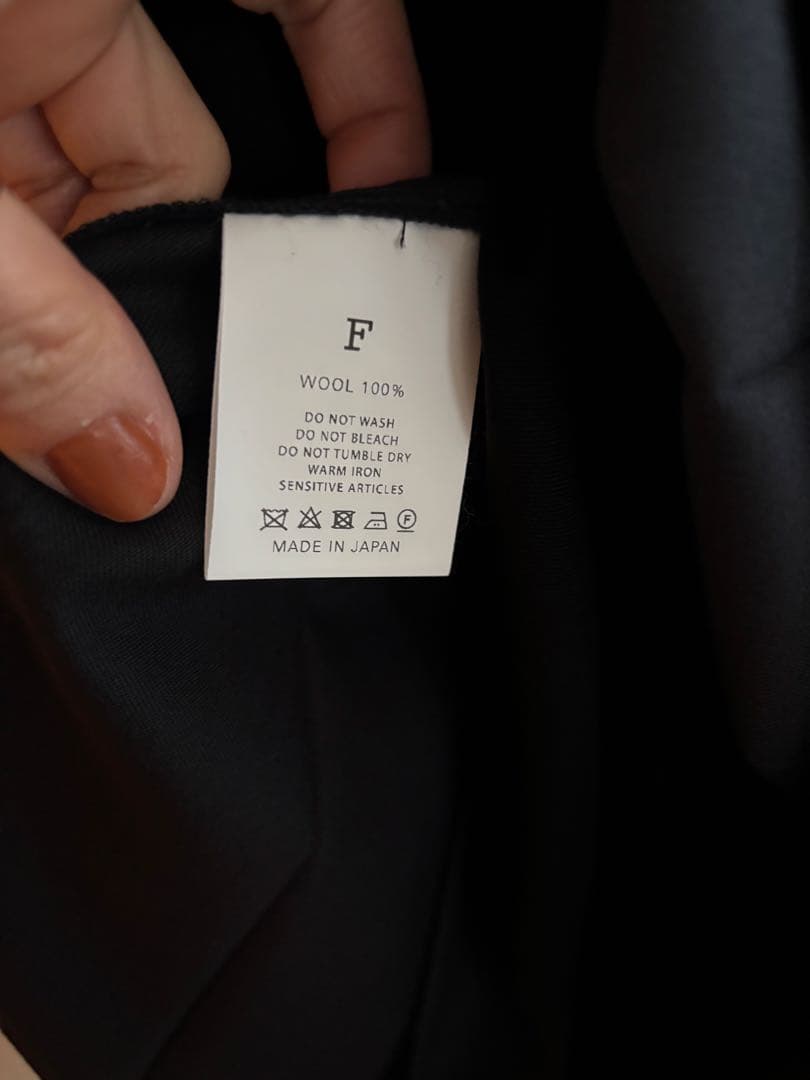 F
WOOL 100%
DO NOT WASH
DO NOT BLEACH
DO NOT TUMBLE DRY
WARM IRON
SENSITIVE ARTICLES
F
MADE IN JAPAN